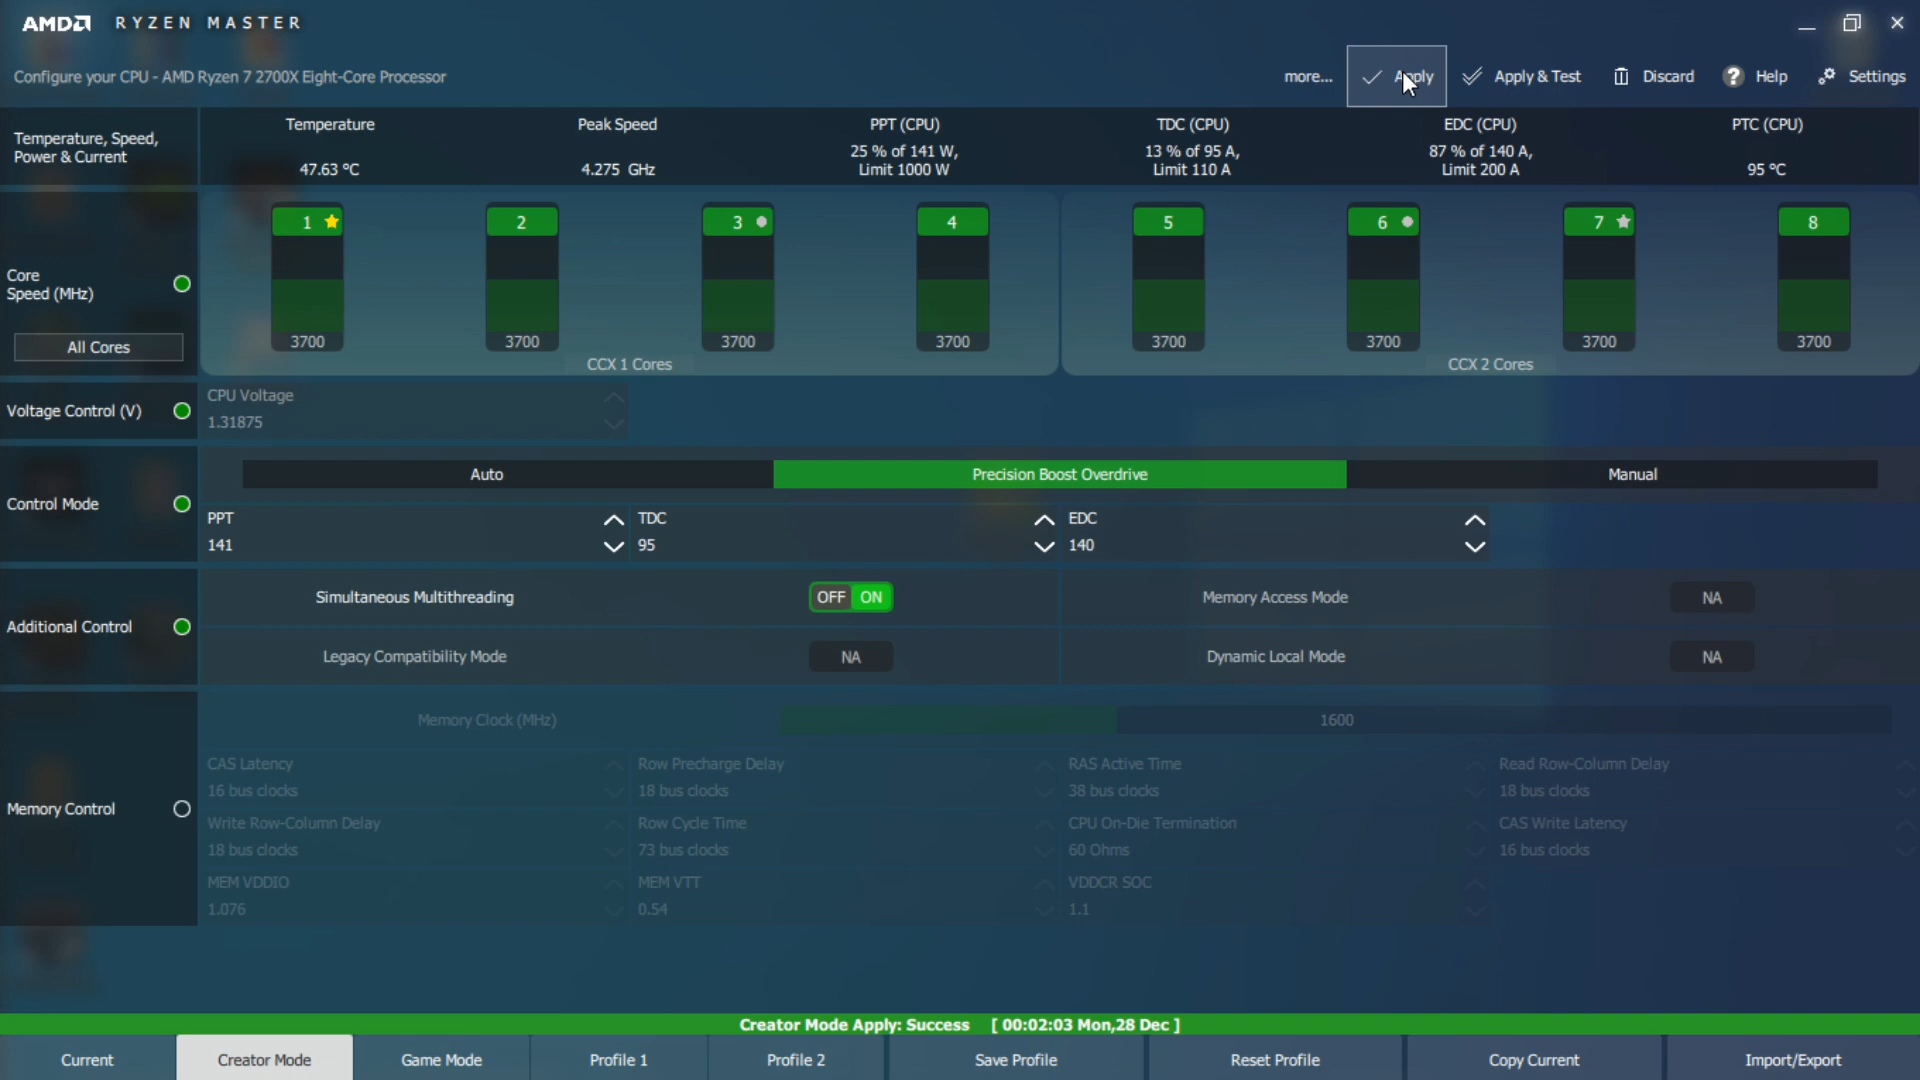 AMD RYZEN MASTER
Configure your CPU - AMD Ryzen 7 2700X Eight-Core Processor
more... Apply Apply & Test Discard Help Settings
Temperature, Speed,
Power & Current
Temperature
47.63 °C
Peak Speed
4.275 GHz
PPT (CPU)
25 % of 141 W,
Limit 1000 W
TDC (CPU)
13 % of 95 A,
Limit 110 A
EDC (CPU)
87 % of 140 A,
Limit 200 A
PTC (CPU)
95 °C
Core
Speed (MHz)
All Cores
1 2 3 4 5 6 7 8
3700 3700 3700 3700 3700 3700 3700 3700
CCX 1 Cores CCX 2 Cores
Voltage Control (V)
CPU Voltage
1.31875
Control Mode
Auto Precision Boost Overdrive Manual
PPT
141
TDC
95
EDC
140
Additional Control
Simultaneous Multithreading OFF ON Memory Access Mode NA
Legacy Compatibility Mode NA Dynamic Local Mode NA
Memory Control
Memory Clock (MHz) 1600
CAS Latency
16 bus clocks
Row Precharge Delay
18 bus clocks
RAS Active Time
38 bus clocks
Read Row-Column Delay
18 bus clocks
Write Row-Column Delay
18 bus clocks
Row Cycle Time
73 bus clocks
CPU On-Die Termination
60 Ohms
CAS Write Latency
16 bus clocks
MEM VDDIO
1.076
MEM VTT
0.54
VDDCR SOC
1.1
Creator Mode Apply: Success [ 00:02:03 Mon,28 Dec ]
Current Creator Mode Game Mode Profile 1 Profile 2 Save Profile Reset Profile Copy Current Import/Export